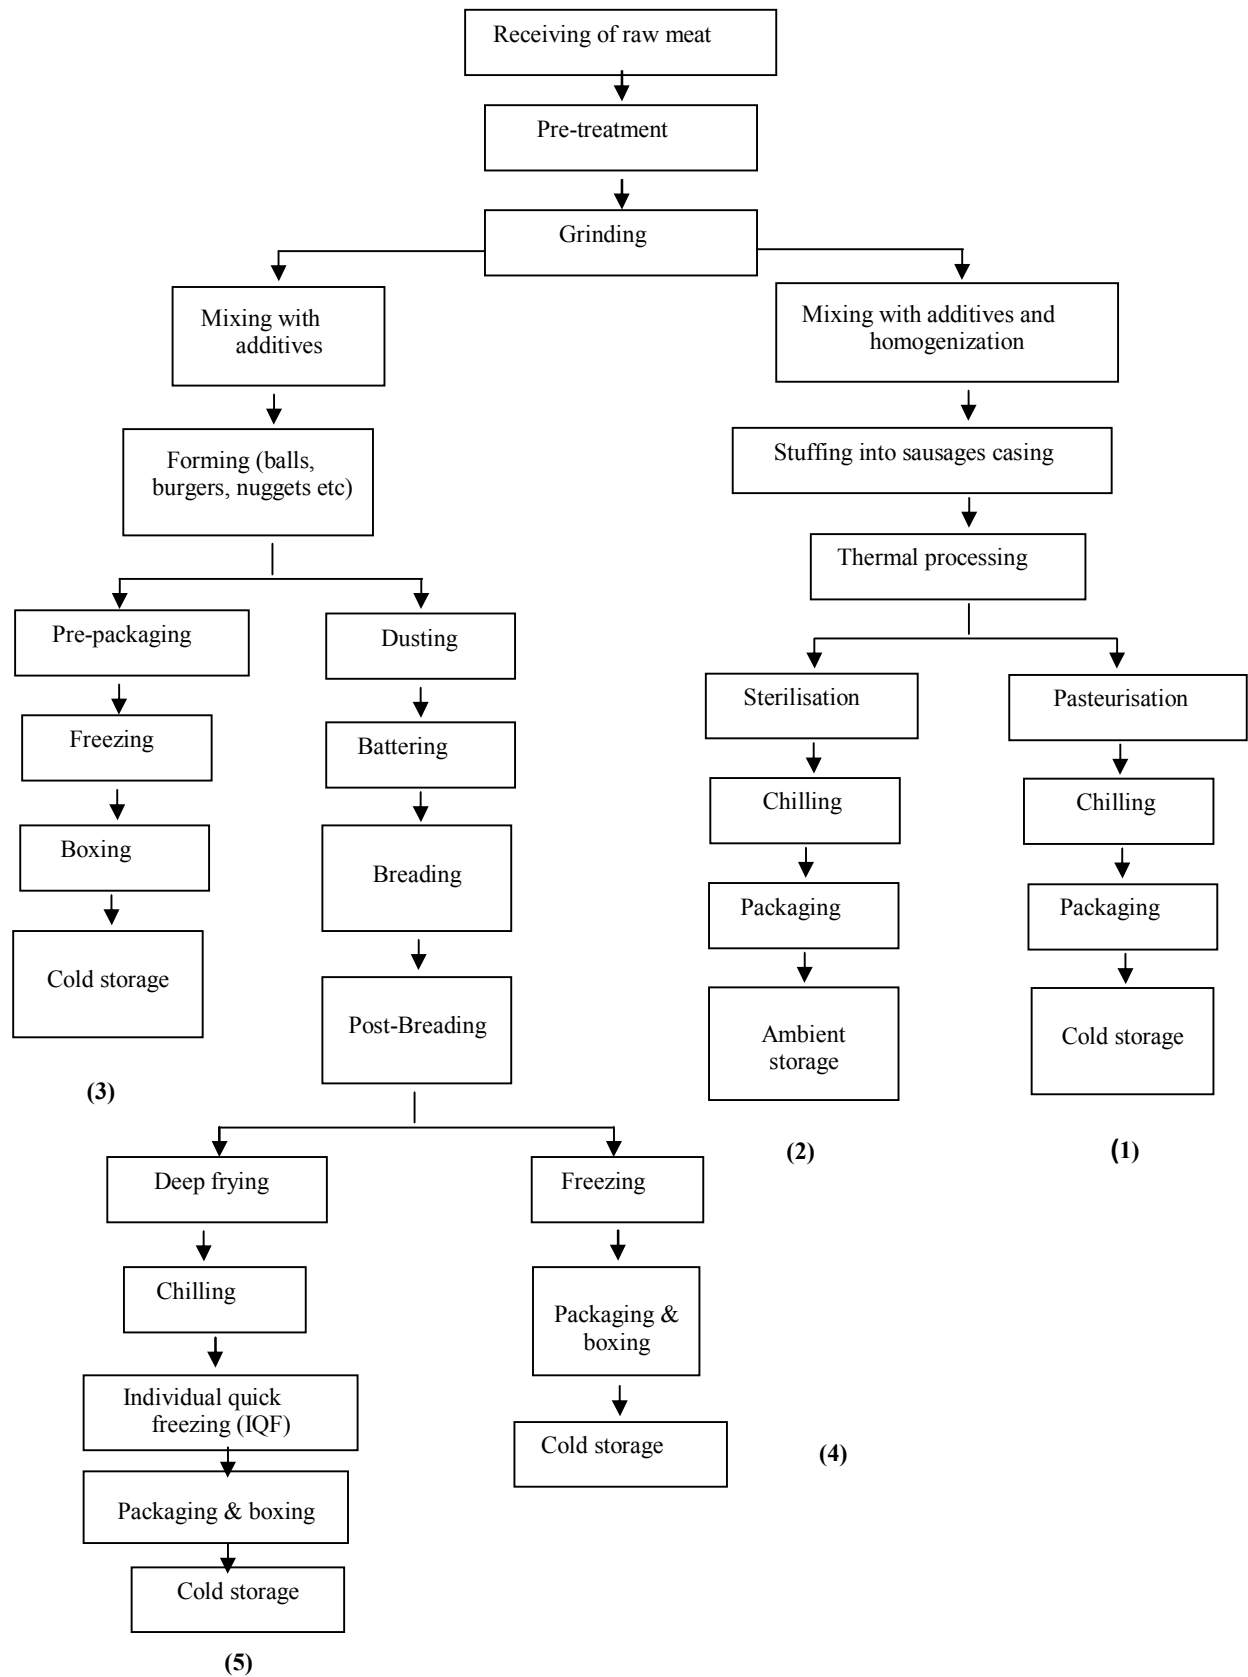 Receiving of raw meat
Pre-treatment
Grinding
Mixing with
additives
Mixing with additives and
homogenization
Forming (balls,
burgers, nuggets etc)
Stuffing into sausages casing
Thermal processing
Pre-packaging
Dusting
Sterilisation
Pasteurisation
Freezing
Battering
Chilling
Chilling
Boxing
Breading
Packaging
Packaging
Cold storage
Post-Breading
Ambient
storage
Cold storage
(3)
(2)
(1)
Deep frying
Freezing
Chilling
Packaging &
boxing
Individual quick
freezing (IQF)
Cold storage
(4)
Packaging & boxing
Cold storage
(5)